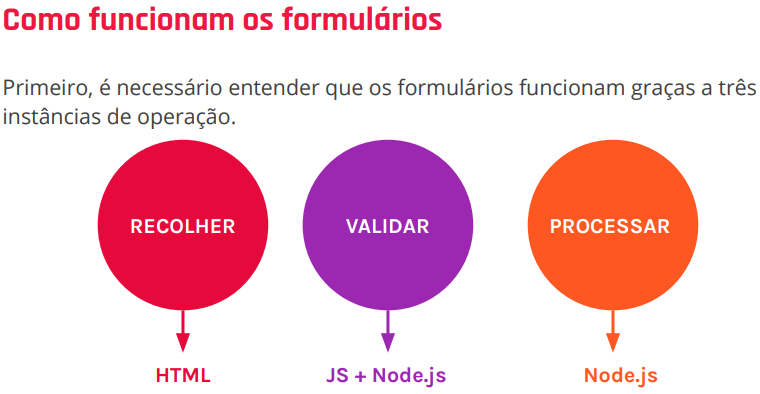 Como funcionam os formulários
Primeiro, é necessário entender que os formulários funcionam graças a três
instâncias de operação.
RECOLHER
VALIDAR
PROCESSAR
HTML
JS + Node.js
Node.js